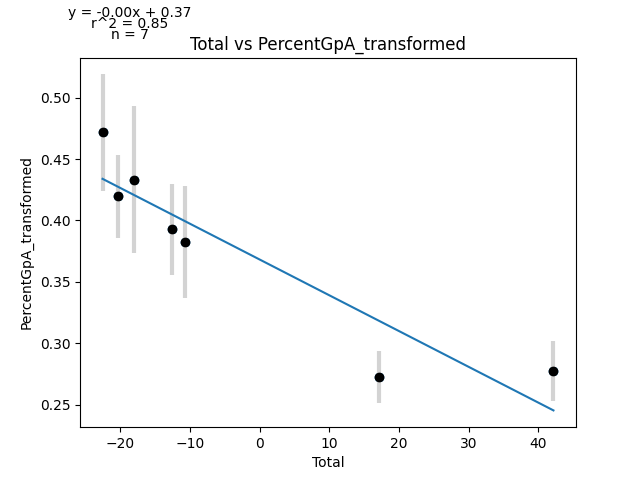 y = -0.00x + 0.37
r^2 = 0.85
n = 7
Total vs PercentGpA_transformed
PercentGpA_transformed
0.50
0.45
0.40
0.35
0.30
0.25
−20 −10 0 10 20 30 40
Total